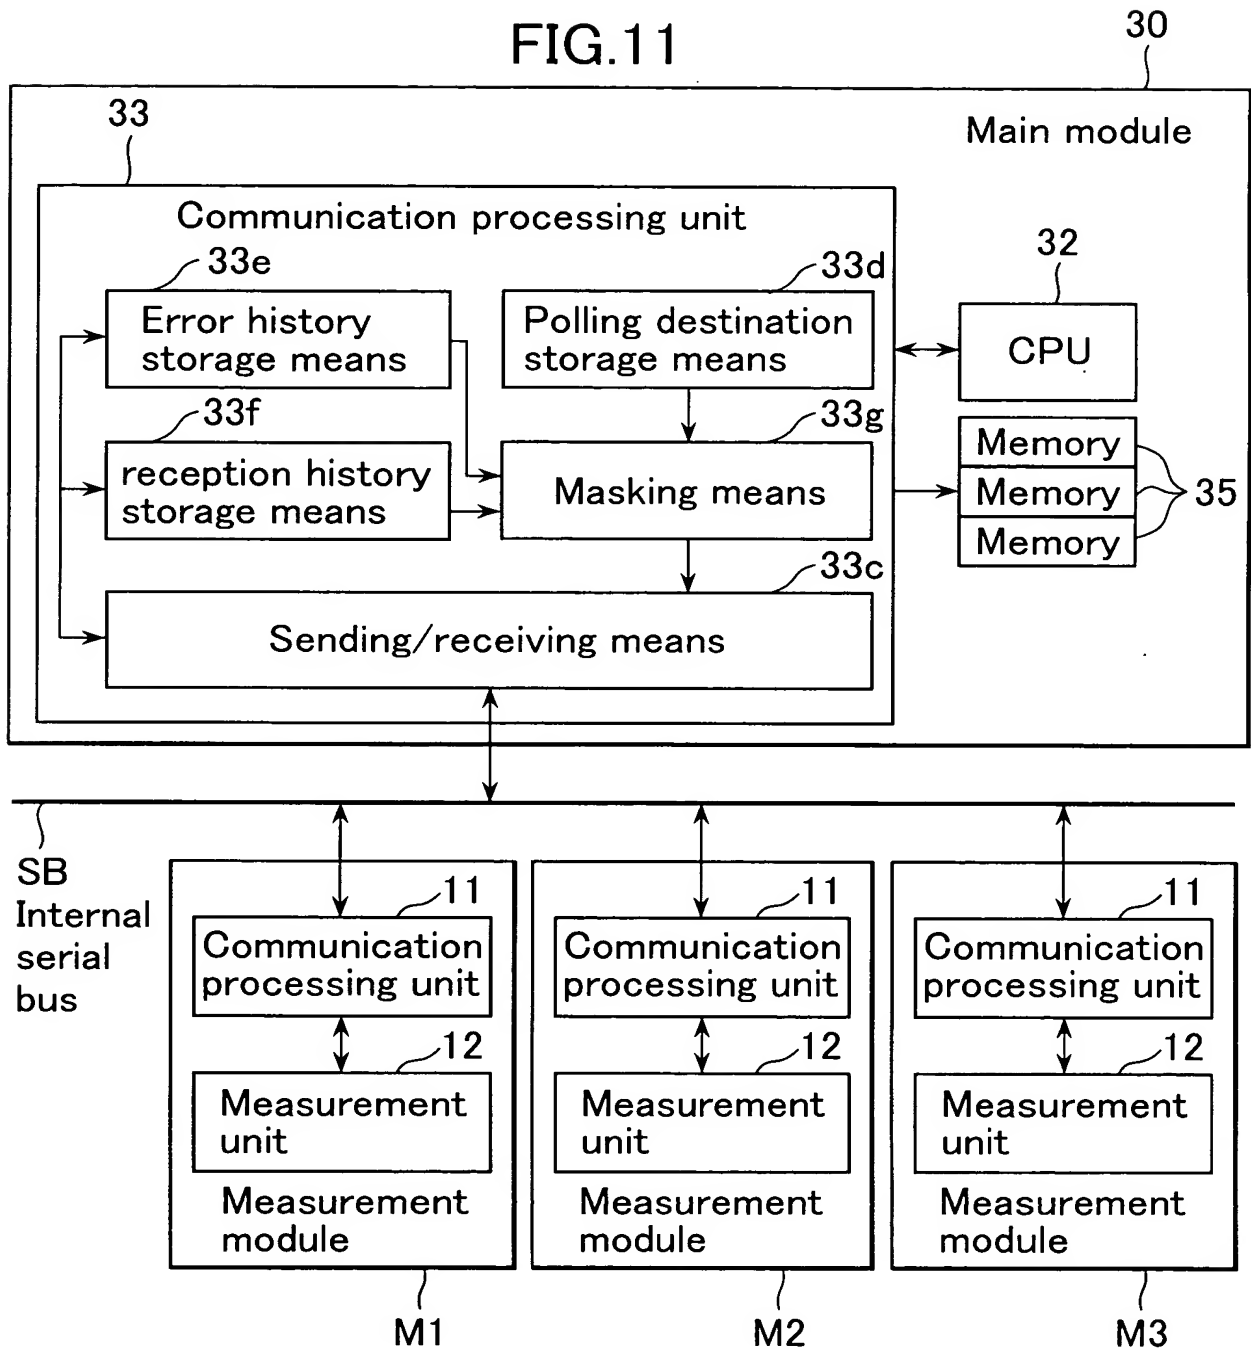 FIG.11
30
Main module
33
Communication processing unit
33e
Error history
storage means
33d
Polling destination
storage means
32
CPU
33f
reception history
storage means
33g
Masking means
Memory
Memory
Memory
35
33c
Sending/receiving means
SB
Internal
serial
bus
11
Communication
processing unit
12
Measurement
unit
Measurement
module
M1
11
Communication
processing unit
12
Measurement
unit
Measurement
module
M2
11
Communication
processing unit
12
Measurement
unit
Measurement
module
M3